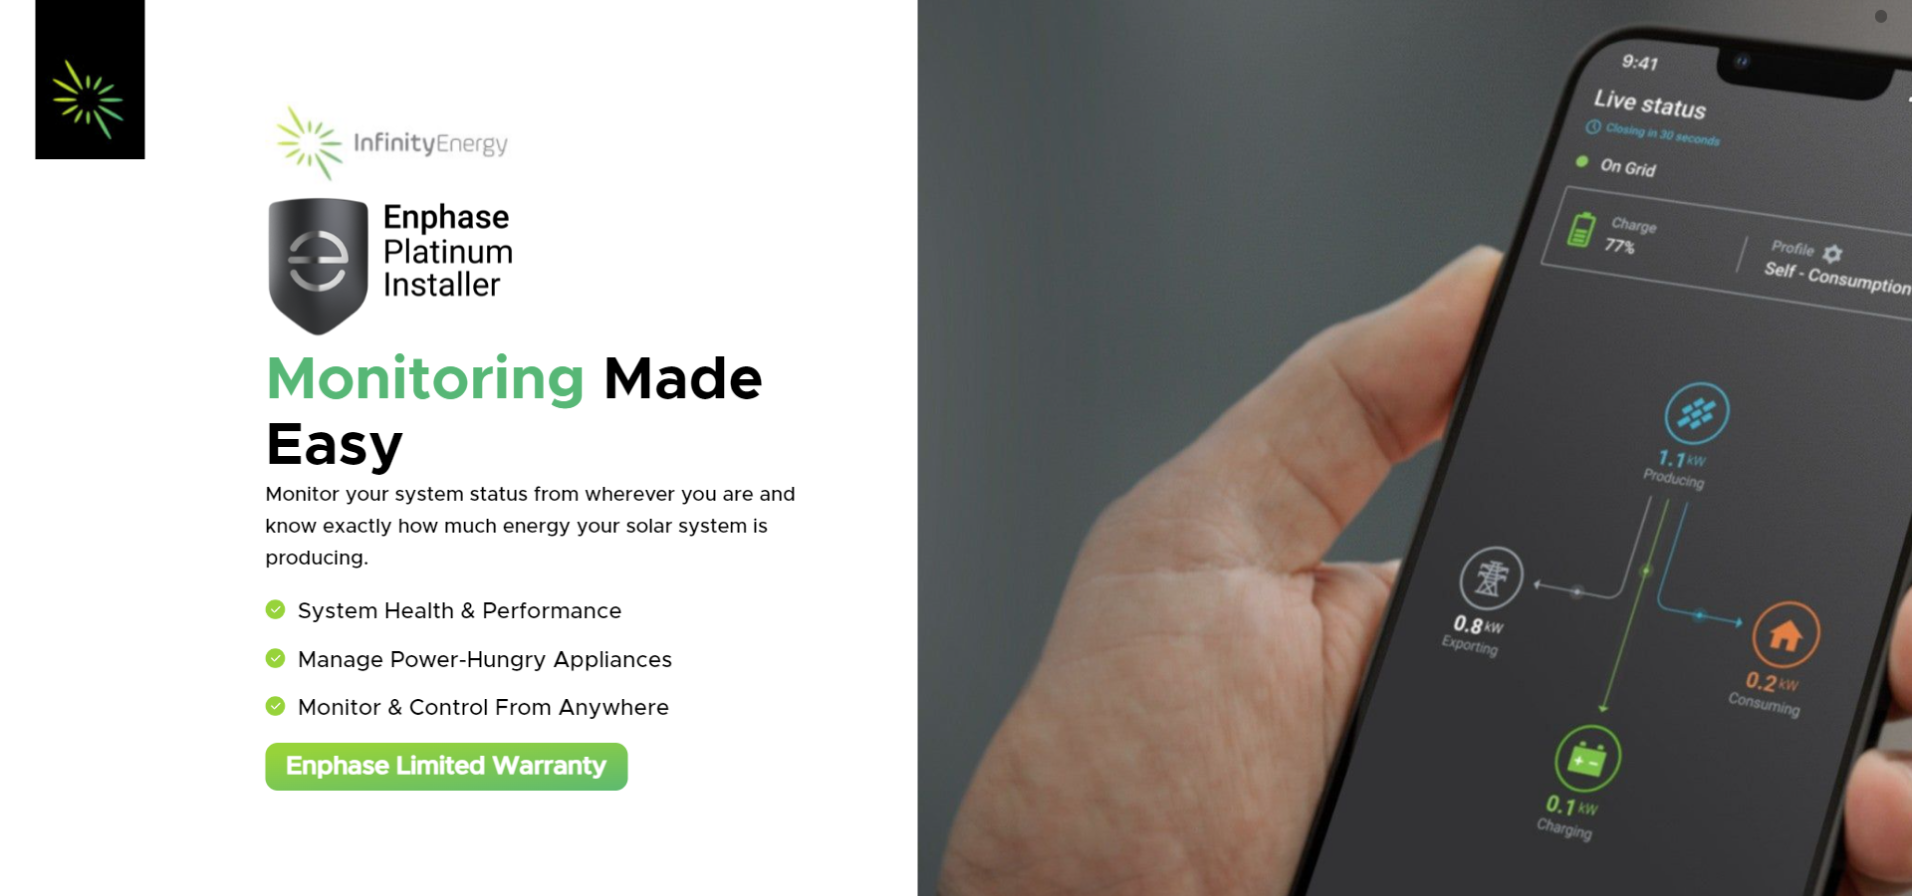 InfinityEnergy
Enphase
Platinum
Installer
Monitoring Made
Easy
Monitor your system status from wherever you are and
know exactly how much energy your solar system is
producing.
System Health & Performance
Manage Power-Hungry Appliances
Monitor & Control From Anywhere
Enphase Limited Warranty
9:41
Live status
Closing in 30 seconds
On Grid
Charge
77%
Profile
Self - Consumption
1.1 kW
Producing
0.8 kW
Exporting
0.2 kW
Consuming
0.1 kW
Charging